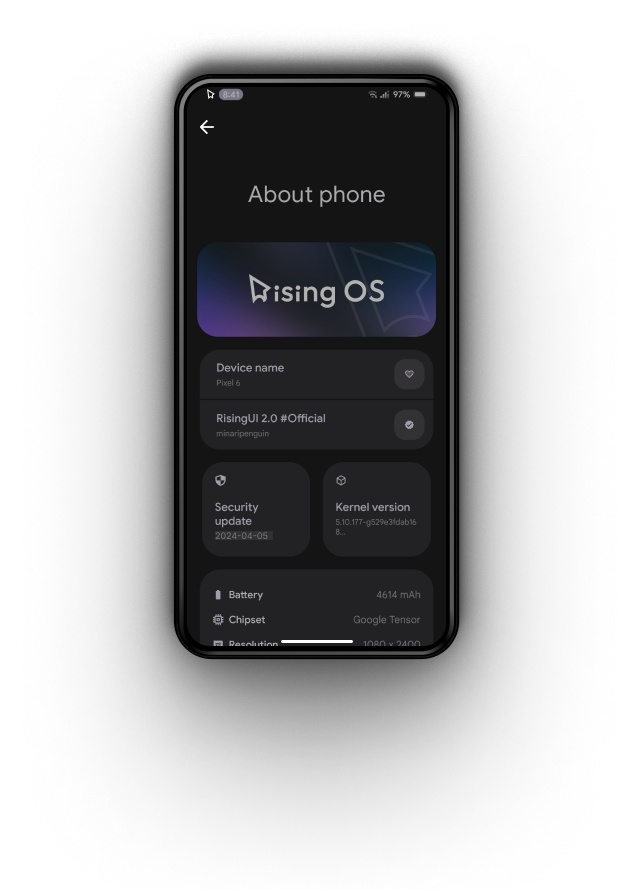 8:41 97%
About phone
Rising OS
Device name
Pixel 6
RisingUI 2.0 #Official
minaripenguin
Security
update
2024-04-05
Kernel version
5.10.177-g529e3fdab16
8...
Battery 4614 mAh
Chipset Google Tensor
Resolution 1080 x 2400